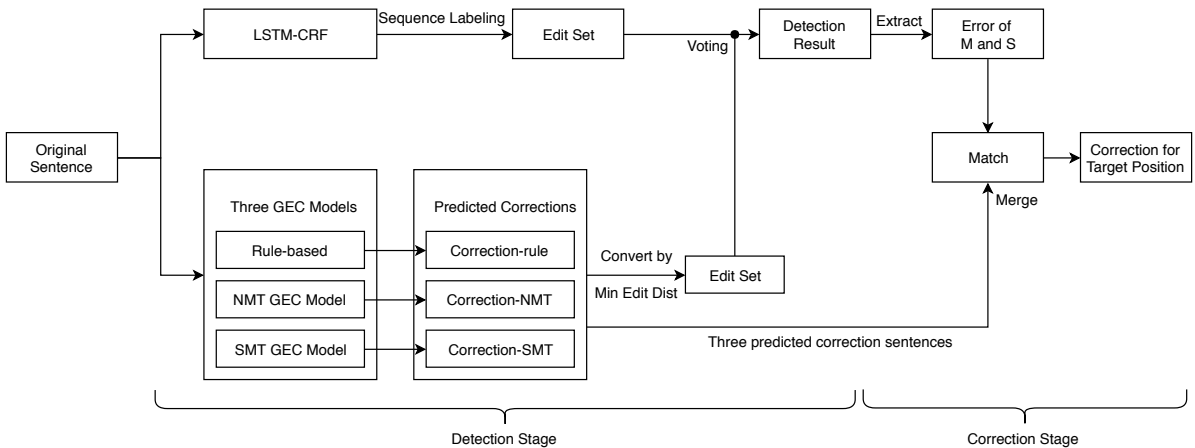 LSTM-CRF
Sequence Labeling
Edit Set
Voting
Detection
Result
Extract
Error of
M and S
Original
Sentence
Match
Correction for
Target Position
Merge
Three GEC Models
Predicted Corrections
Rule-based
Correction-rule
NMT GEC Model
Correction-NMT
SMT GEC Model
Correction-SMT
Convert by
Min Edit Dist
Edit Set
Three predicted correction sentences
Detection Stage
Correction Stage